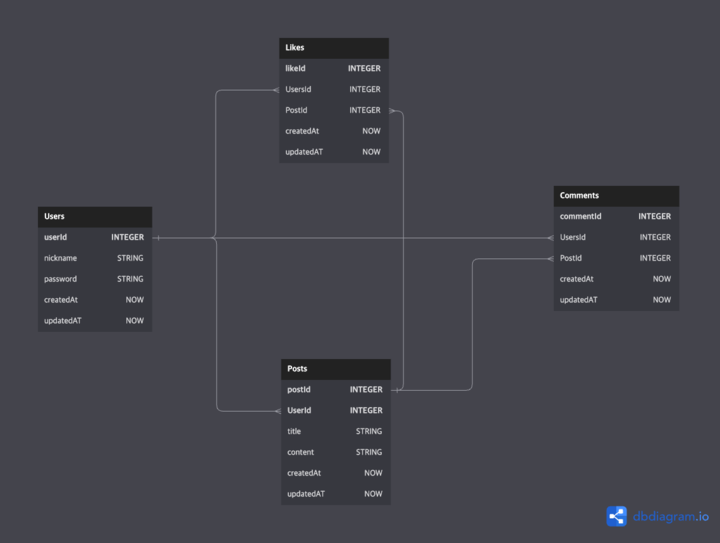 Likes
likeId INTEGER
UsersId INTEGER
PostId INTEGER
createdAt NOW
updatedAT NOW
Users
userId INTEGER
nickname STRING
password STRING
createdAt NOW
updatedAT NOW
Comments
commentId INTEGER
UsersId INTEGER
PostId INTEGER
createdAt NOW
updatedAT NOW
Posts
postId INTEGER
UserId INTEGER
title STRING
content STRING
createdAt NOW
updatedAT NOW
dbdiagram.io